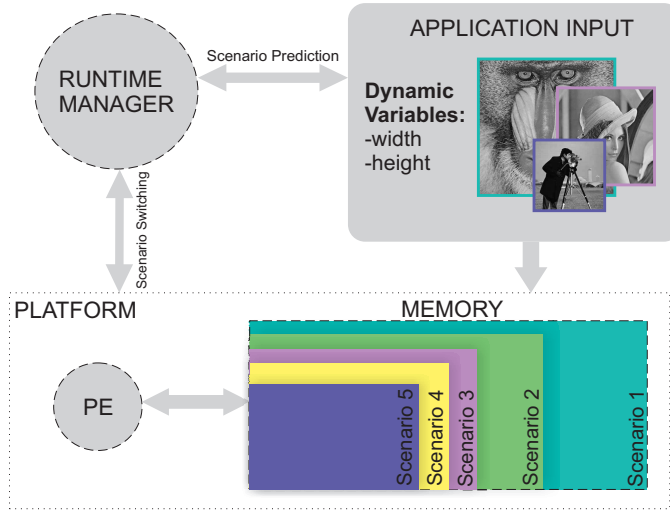 APPLICATION INPUT
Scenario Prediction
RUNTIME
MANAGER
Dynamic
Variables:
-width
-height
Scenario Switching
PLATFORM
MEMORY
PE
Scenario 5
Scenario 4
Scenario 3
Scenario 2
Scenario 1